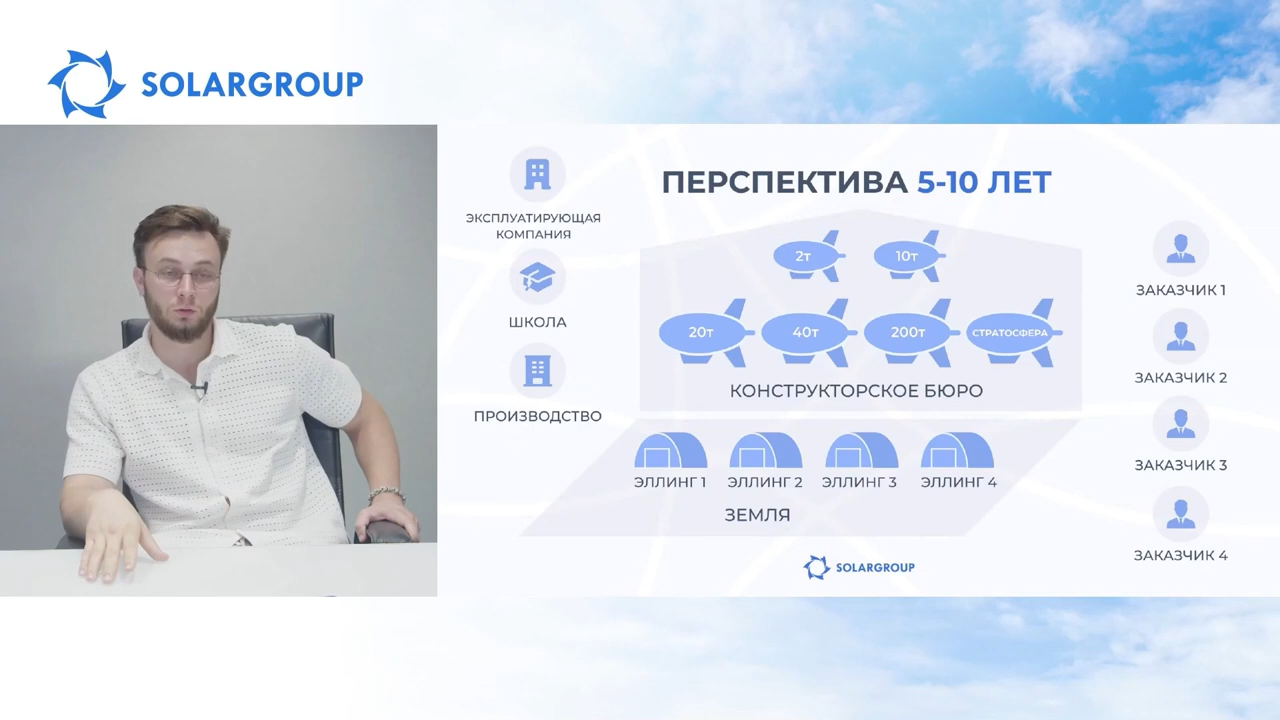 SOLARGROUP
ПЕРСПЕКТИВА 5-10 ЛЕТ
ЭКСПЛУАТИРУЮЩАЯ
КОМПАНИЯ
ШКОЛА
ПРОИЗВОДСТВО
2т
10т
20т
40т
200т
СТРАТОСФЕРА
КОНСТРУКТОРСКОЕ БЮРО
ЭЛЛИНГ 1
ЭЛЛИНГ 2
ЭЛЛИНГ 3
ЭЛЛИНГ 4
ЗЕМЛЯ
SOLARGROUP
ЗАКАЗЧИК 1
ЗАКАЗЧИК 2
ЗАКАЗЧИК 3
ЗАКАЗЧИК 4